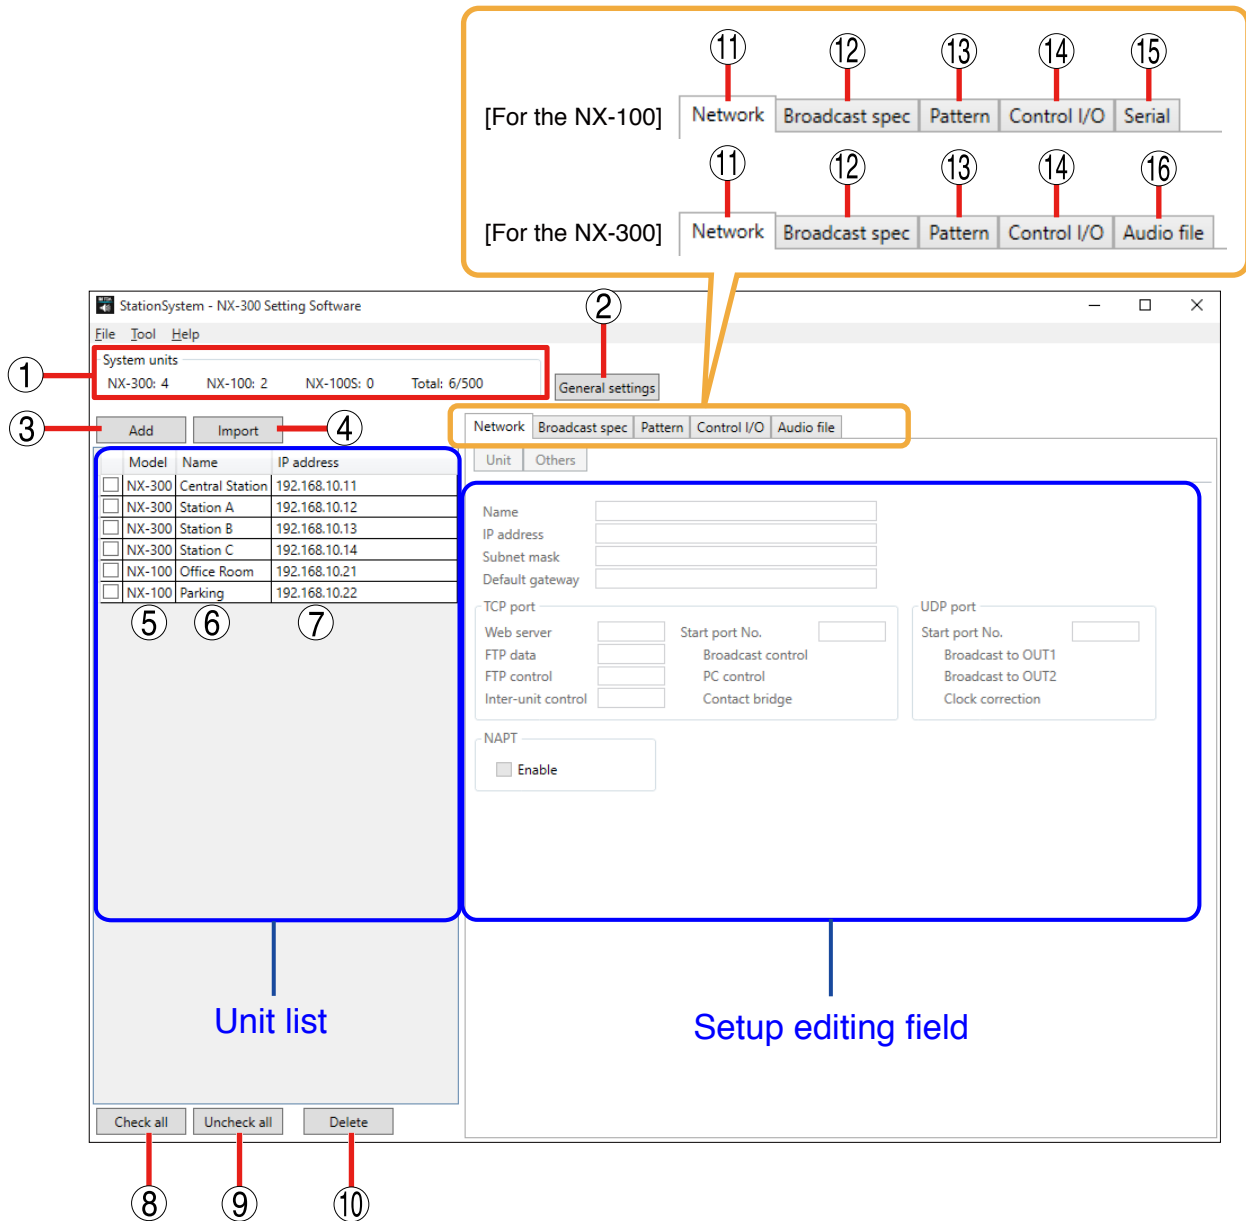 ⑪ ⑫ ⑬ ⑭ ⑮
[For the NX-100] Network Broadcast spec Pattern Control I/O Serial
⑪ ⑫ ⑬ ⑭ ⑯
[For the NX-300] Network Broadcast spec Pattern Control I/O Audio file
StationSystem - NX-300 Setting Software
②
File Tool Help
System units
①
NX-300: 4 NX-100: 2 NX-100S: 0 Total: 6/500
General settings
③ Add Import ④
Network Broadcast spec Pattern Control I/O Audio file
Unit Others
Model Name IP address
NX-300 Central Station 192.168.10.11
NX-300 Station A 192.168.10.12
NX-300 Station B 192.168.10.13
NX-300 Station C 192.168.10.14
NX-100 Office Room 192.168.10.21
NX-100 Parking 192.168.10.22
⑤ ⑥ ⑦
Name
IP address
Subnet mask
Default gateway
TCP port
Web server Start port No.
FTP data Broadcast control
FTP control PC control
Inter-unit control Contact bridge
UDP port
Start port No.
Broadcast to OUT1
Broadcast to OUT2
Clock correction
NAPT
Enable
Unit list
Setup editing field
Check all Uncheck all Delete
⑧ ⑨ ⑩